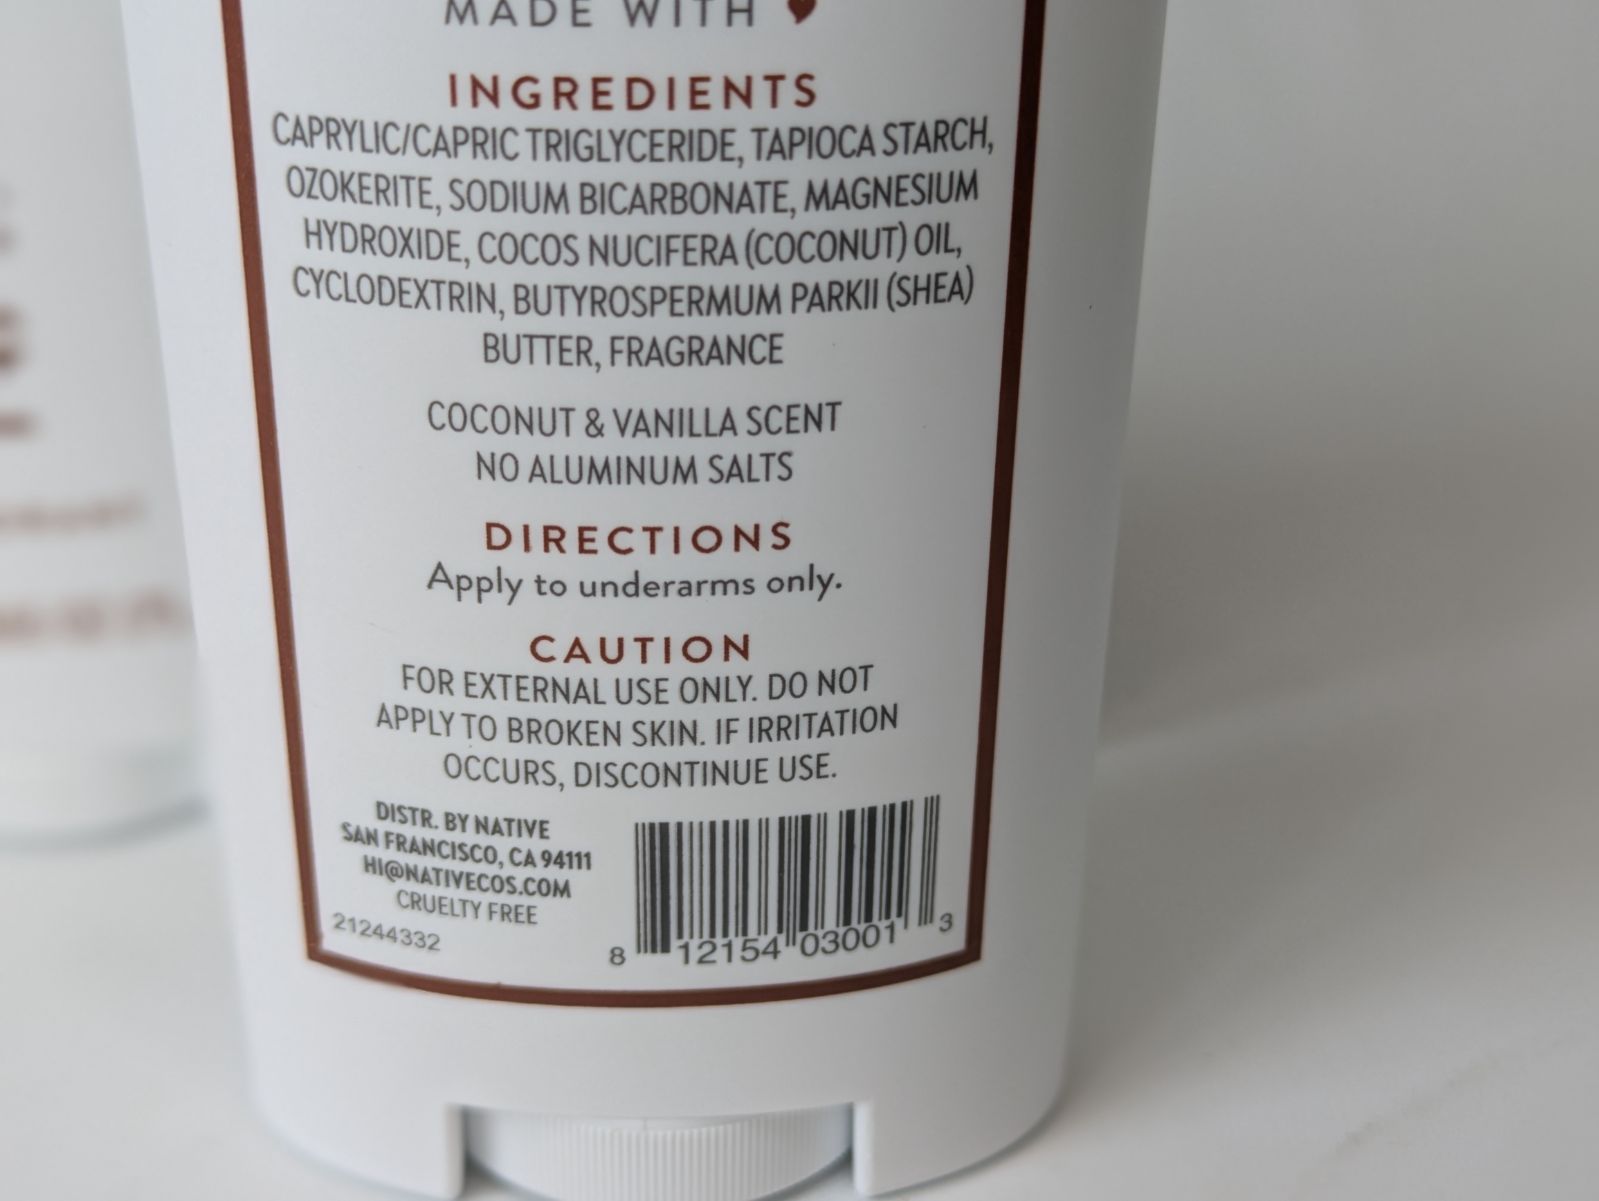 MADE WITH
INGREDIENTS
CAPRYLIC/CAPRIC TRIGLYCERIDE, TAPIOCA STARCH,
OZOKERITE, SODIUM BICARBONATE, MAGNESIUM
HYDROXIDE, COCOS NUCIFERA (COCONUT) OIL,
CYCLODEXTRIN, BUTYROSPERMUM PARKII (SHEA)
BUTTER, FRAGRANCE
COCONUT & VANILLA SCENT
NO ALUMINUM SALTS
DIRECTIONS
Apply to underarms only.
CAUTION
FOR EXTERNAL USE ONLY. DO NOT
APPLY TO BROKEN SKIN. IF IRRITATION
OCCURS, DISCONTINUE USE.
DISTR. BY NATIVE
SAN FRANCISCO, CA 94111
HI@NATIVECOS.COM
CRUELTY FREE
21244332
8 12154 03001 3